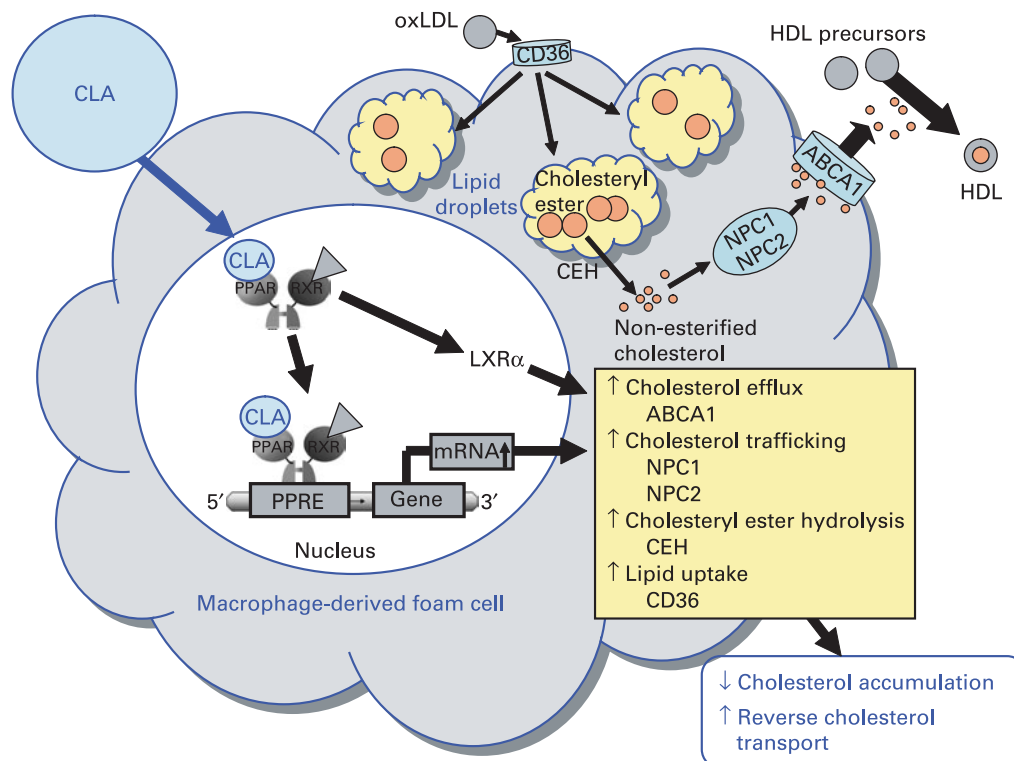 oxLDL
CD36
HDL precursors
CLA
ABCA1
HDL
Lipid
droplets
Cholesteryl
ester
NPC1
NPC2
CEH
CLA
PPAR
RXR
Non-esterified
cholesterol
LXRα
↑ Cholesterol efflux
ABCA1
↑ Cholesterol trafficking
NPC1
NPC2
↑ Cholesteryl ester hydrolysis
CEH
↑ Lipid uptake
CD36
CLA
PPAR
RXR
mRNA↑
5′
PPRE
Gene
3′
Nucleus
Macrophage-derived foam cell
↓ Cholesterol accumulation
↑ Reverse cholesterol
transport